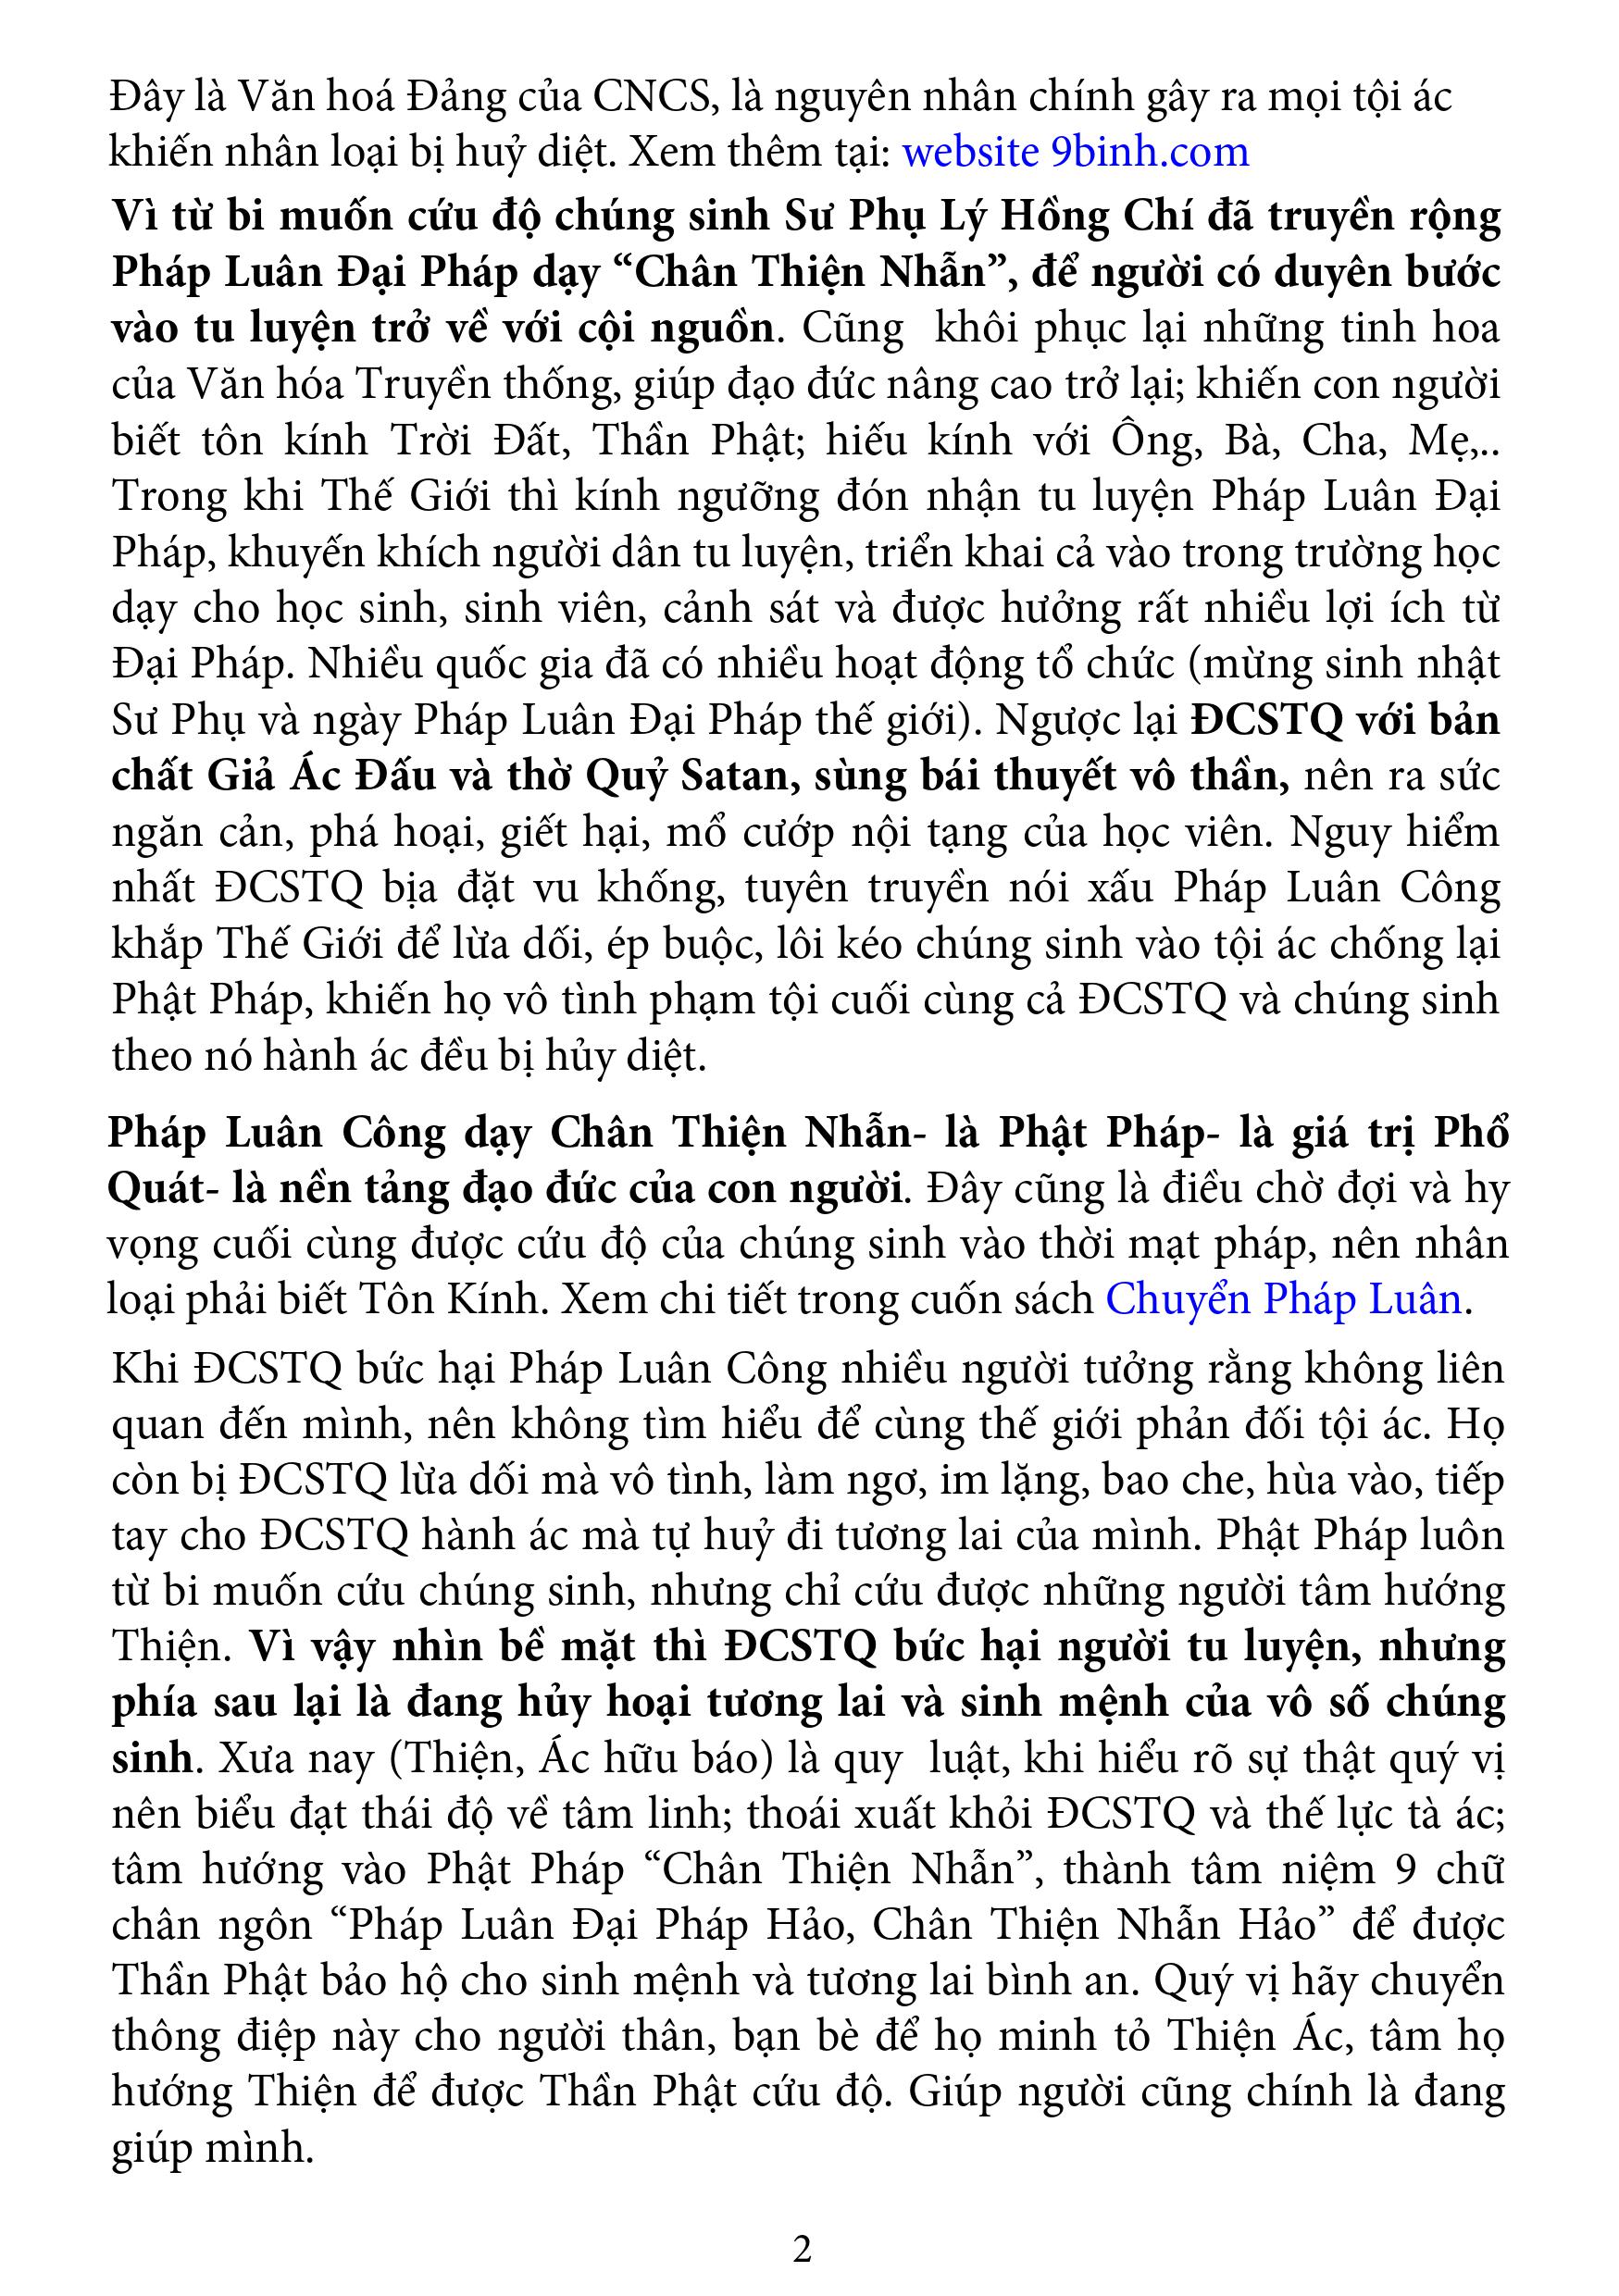 Đây là Văn hoá Đảng của CNCS, là nguyên nhân chính gây ra mọi tội ác
khiến nhân loại bị huỷ diệt. Xem thêm tại: website 9binh.com
Vì từ bi muốn cứu độ chúng sinh Sư Phụ Lý Hồng Chí đã truyền rộng
Pháp Luân Đại Pháp dạy “Chân Thiện Nhẫn”, để người có duyên bước
vào tu luyện trở về với cội nguồn. Cũng  khôi phục lại những tinh hoa
của Văn hóa Truyền thống, giúp đạo đức nâng cao trở lại; khiến con người
biết tôn kính Trời Đất, Thần Phật; hiếu kính với Ông, Bà, Cha, Mẹ,..
Trong khi Thế Giới thì kính ngưỡng đón nhận tu luyện Pháp Luân Đại
Pháp, khuyến khích người dân tu luyện, triển khai cả vào trong trường học
dạy cho học sinh, sinh viên, cảnh sát và được hưởng rất nhiều lợi ích từ
Đại Pháp. Nhiều quốc gia đã có nhiều hoạt động tổ chức (mừng sinh nhật
Sư Phụ và ngày Pháp Luân Đại Pháp thế giới). Ngược lại ĐCSTQ với bản
chất Giả Ác Đấu và thờ Quỷ Satan, sùng bái thuyết vô thần, nên ra sức
ngăn cản, phá hoại, giết hại, mổ cướp nội tạng của học viên. Nguy hiểm
nhất ĐCSTQ bịa đặt vu khống, tuyên truyền nói xấu Pháp Luân Công
khắp Thế Giới để lừa dối, ép buộc, lôi kéo chúng sinh vào tội ác chống lại
Phật Pháp, khiến họ vô tình phạm tội cuối cùng cả ĐCSTQ và chúng sinh
theo nó hành ác đều bị hủy diệt.
Pháp Luân Công dạy Chân Thiện Nhẫn- là Phật Pháp- là giá trị Phổ
Quát- là nền tảng đạo đức của con người. Đây cũng là điều chờ đợi và hy
vọng cuối cùng được cứu độ của chúng sinh vào thời mạt pháp, nên nhân
loại phải biết Tôn Kính. Xem chi tiết trong cuốn sách Chuyển Pháp Luân.
Khi ĐCSTQ bức hại Pháp Luân Công nhiều người tưởng rằng không liên
quan đến mình, nên không tìm hiểu để cùng thế giới phản đối tội ác. Họ
còn bị ĐCSTQ lừa dối mà vô tình, làm ngơ, im lặng, bao che, hùa vào, tiếp
tay cho ĐCSTQ hành ác mà tự huỷ đi tương lai của mình. Phật Pháp luôn
từ bi muốn cứu chúng sinh, nhưng chỉ cứu được những người tâm hướng
Thiện. Vì vậy nhìn bề mặt thì ĐCSTQ bức hại người tu luyện, nhưng
phía sau lại là đang hủy hoại tương lai và sinh mệnh của vô số chúng
sinh. Xưa nay (Thiện, Ác hữu báo) là quy  luật, khi hiểu rõ sự thật quý vị
nên biểu đạt thái độ về tâm linh; thoái xuất khỏi ĐCSTQ và thế lực tà ác;
tâm hướng vào Phật Pháp “Chân Thiện Nhẫn”, thành tâm niệm 9 chữ
chân ngôn “Pháp Luân Đại Pháp Hảo, Chân Thiện Nhẫn Hảo” để được
Thần Phật bảo hộ cho sinh mệnh và tương lai bình an. Quý vị hãy chuyển
thông điệp này cho người thân, bạn bè để họ minh tỏ Thiện Ác, tâm họ
hướng Thiện để được Thần Phật cứu độ. Giúp người cũng chính là đang
giúp mình.
2